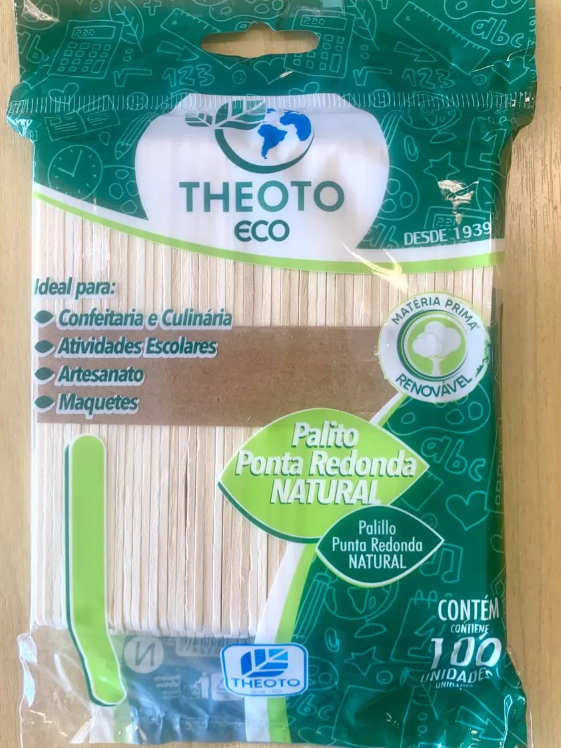 THEOTO
ECO
DESDE 1939
Ideal para:
Confeitaria e Culinária
Atividades Escolares
Artesanato
Maquetes
MATÉRIA PRIMA
RENOVÁVEL
Palito
Ponta Redonda
NATURAL
Palillo
Punta Redonda
NATURAL
CONTÉM
CONTIENE
100
UNIDADES
THEOTO